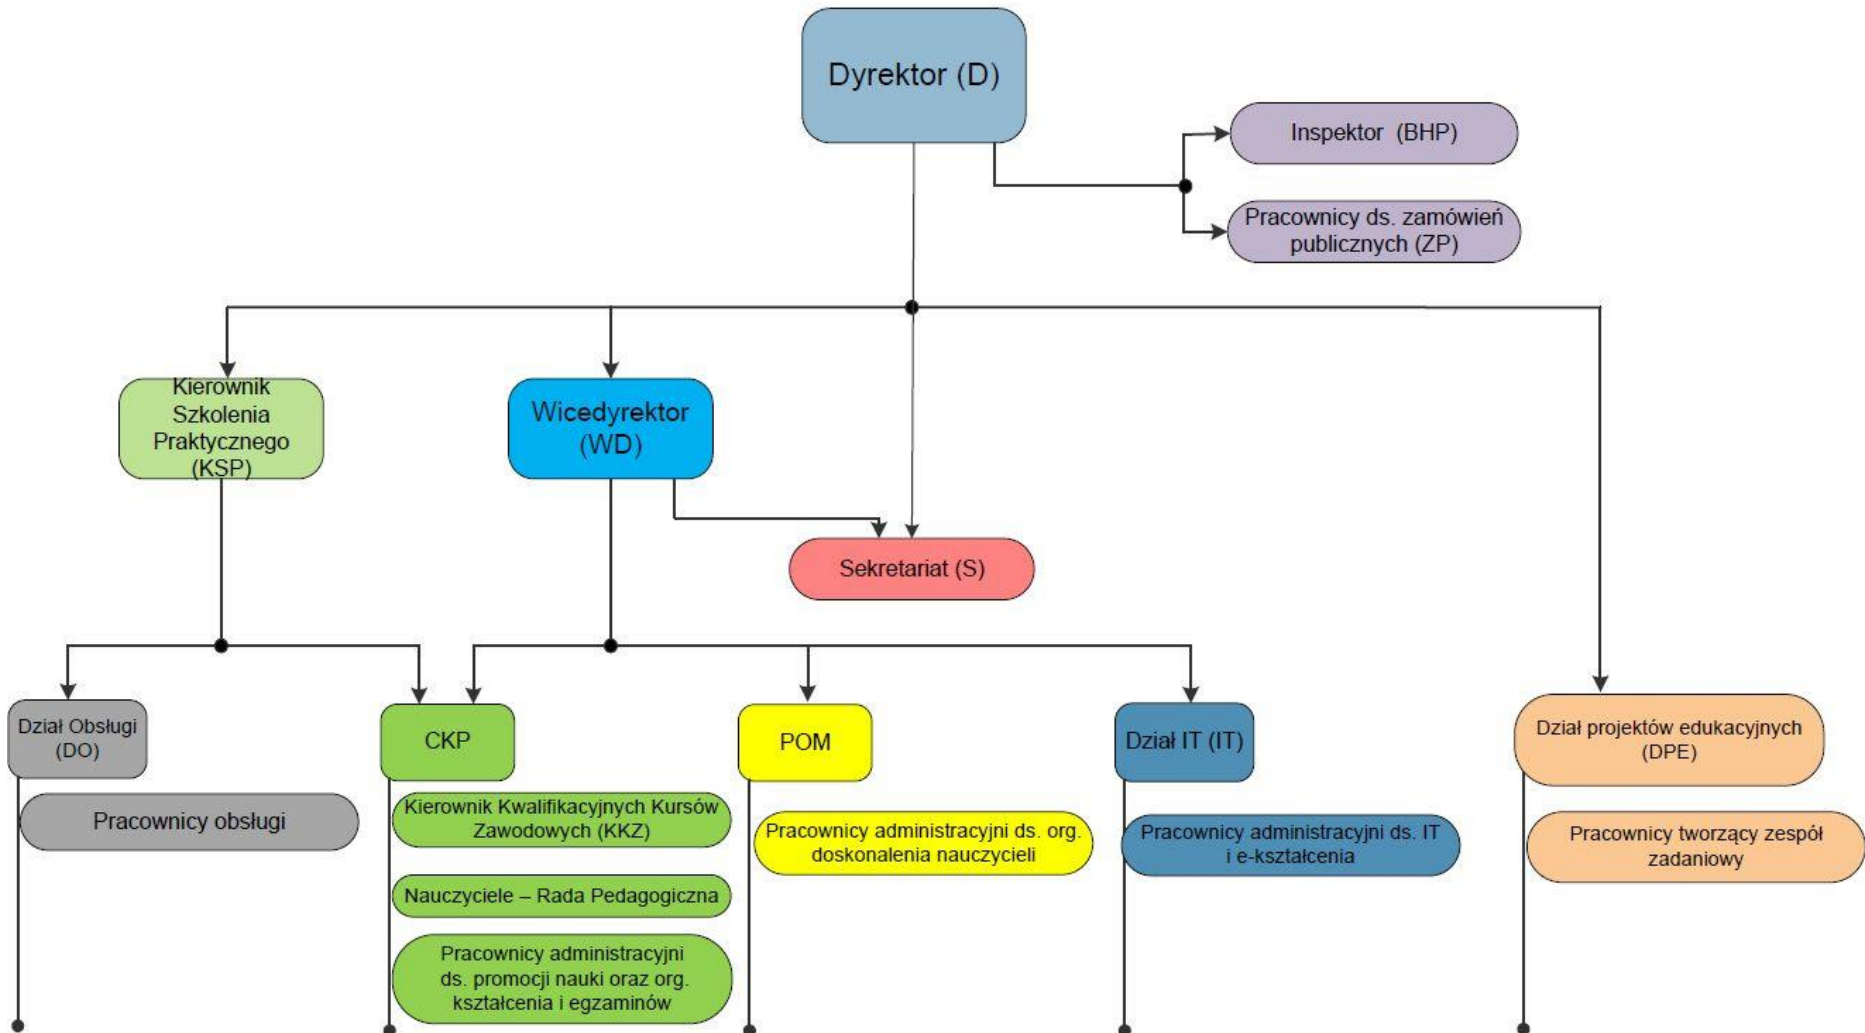 Dyrektor (D)
Inspektor (BHP)
Pracownicy ds. zamówień
publicznych (ZP)
Kierownik
Szkolenia
Praktycznego
(KSP)
Wicedyrektor
(WD)
Sekretariat (S)
Dział Obsługi
(DO)
CKP
POM
Dział IT (IT)
Dział projektów edukacyjnych
(DPE)
Pracownicy obsługi
Kierownik Kwalifikacyjnych Kursów
Zawodowych (KKZ)
Pracownicy administracyjni ds. org.
doskonalenia nauczycieli
Pracownicy administracyjni ds. IT
i e-kształcenia
Pracownicy tworzący zespół
zadaniowy
Nauczyciele – Rada Pedagogiczna
Pracownicy administracyjni
ds. promocji nauki oraz org.
kształcenia i egzaminów